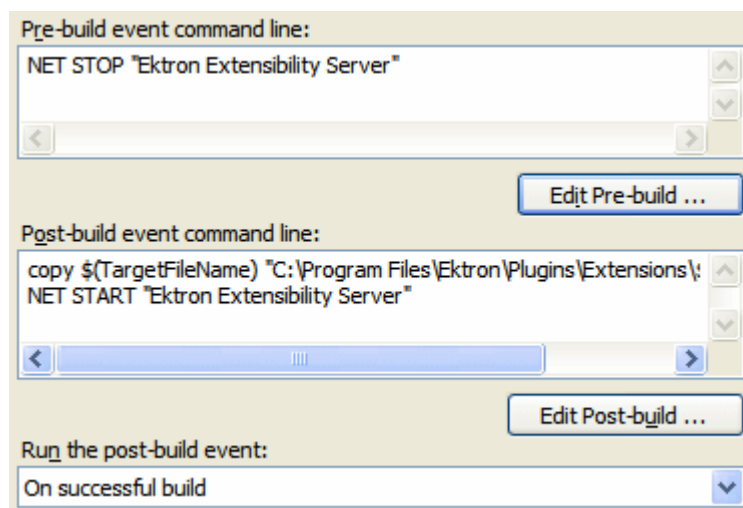 Pre-build event command line:
NET STOP "Ektron Extensibility Server"
Edit Pre-build ...
Post-build event command line:
copy $(TargetFileName) "C:\Program Files\Ektron\Plugins\Extensions\
NET START "Ektron Extensibility Server"
Edit Post-build ...
Run the post-build event:
On successful build